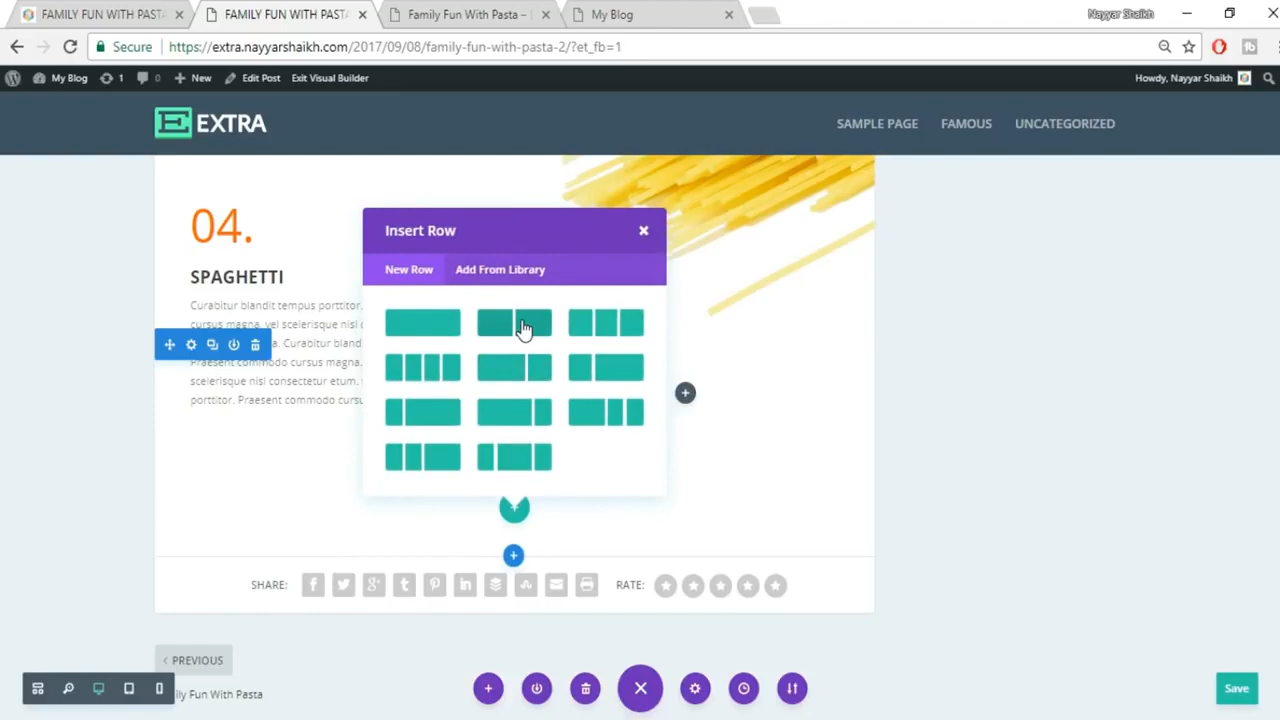 FAMILY FUN WITH PASTA
FAMILY FUN WITH PASTA
Family Fun With Pasta –
My Blog
Nayyar Shaikh
Secure
https://extra.nayyarshaikh.com/2017/09/08/family-fun-with-pasta-2/?et_fb=1
My Blog
1
0
New
Edit Post
Exit Visual Builder
Howdy, Nayyar Shaikh
EXTRA
SAMPLE PAGE
FAMOUS
UNCATEGORIZED
04.
SPAGHETTI
Curabitur blandit tempus porttitor.
cursus magna, vel scelerisque nisl
Curabitur blandit
Praesent commodo cursus magna,
scelerisque nisl consectetur etum.
porttitor. Praesent commodo cursu
Insert Row
New Row
Add From Library
SHARE:
RATE:
PREVIOUS
ily Fun With Pasta
Save